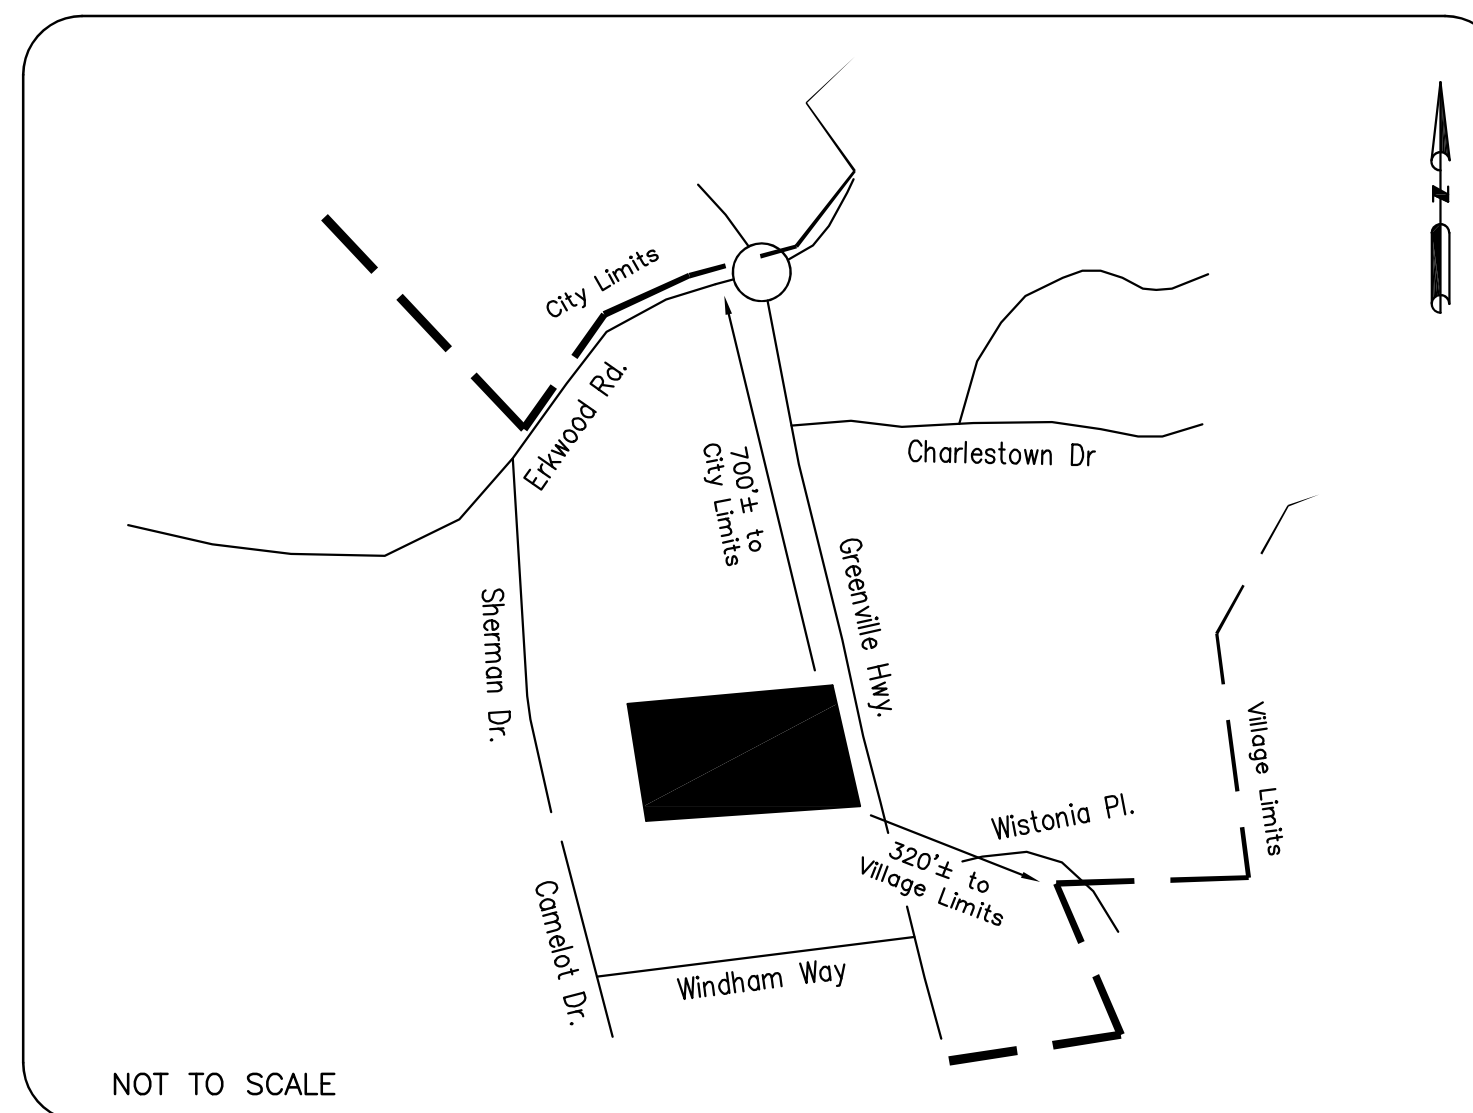 City Limits
N
Erkwood Rd.
Charlestown Dr
700'± to
City Limits
Greenville Hwy.
Sherman Dr.
Village Limits
Wistonia Pl.
320'± to
Village Limits
Camelot Dr.
Windham Way
NOT TO SCALE